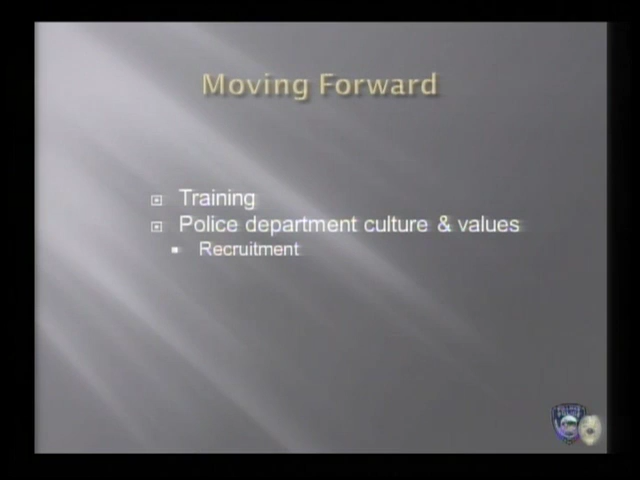 Moving Forward
Training
Police department culture & values
Recruitment